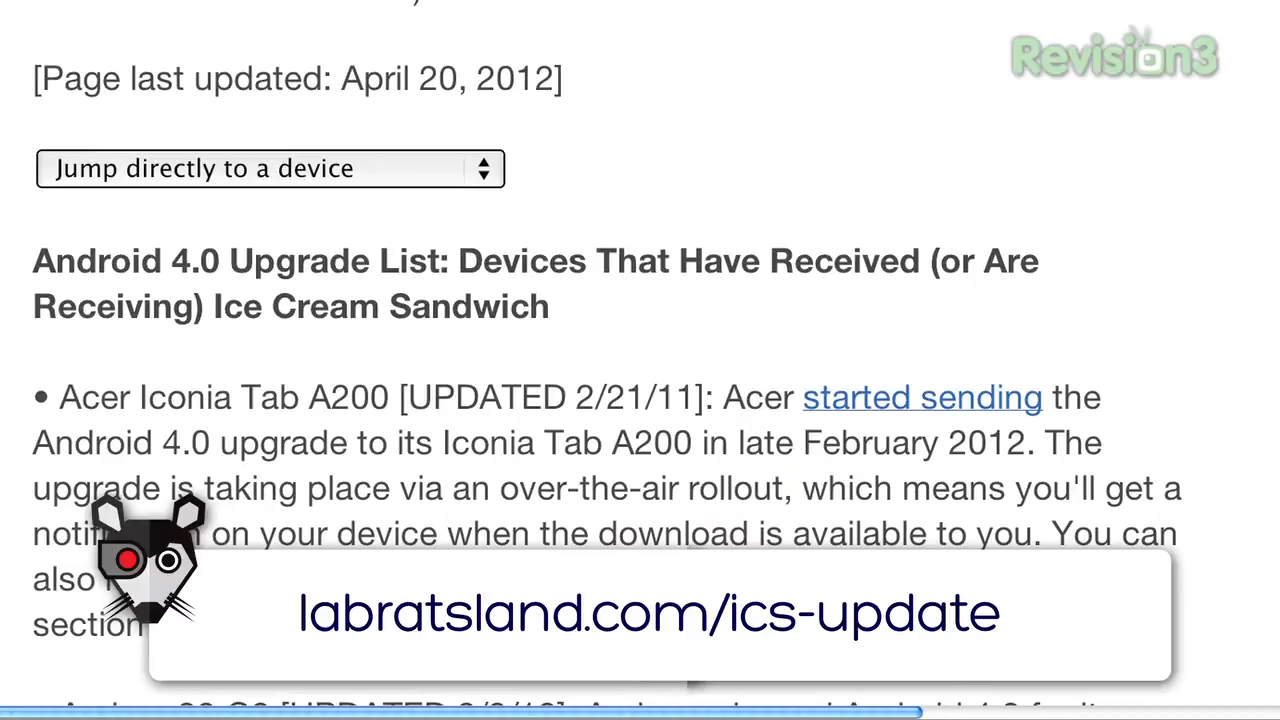 Revision3
[Page last updated: April 20, 2012]
Jump directly to a device
Android 4.0 Upgrade List: Devices That Have Received (or Are
Receiving) Ice Cream Sandwich
• Acer Iconia Tab A200 [UPDATED 2/21/11]: Acer started sending the
Android 4.0 upgrade to its Iconia Tab A200 in late February 2012. The
upgrade is taking place via an over-the-air rollout, which means you'll get a
on your device when the download is available to you. You can
also
section
labratsland.com/ics-update